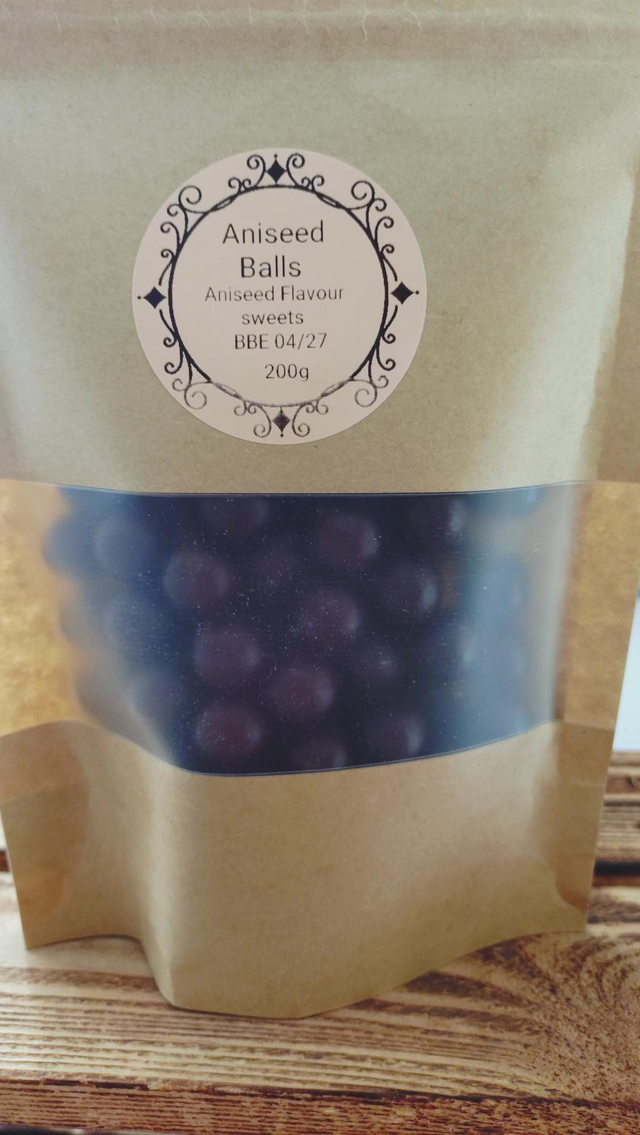 Aniseed
Balls
Aniseed Flavour
sweets
BBE 04/27
200g